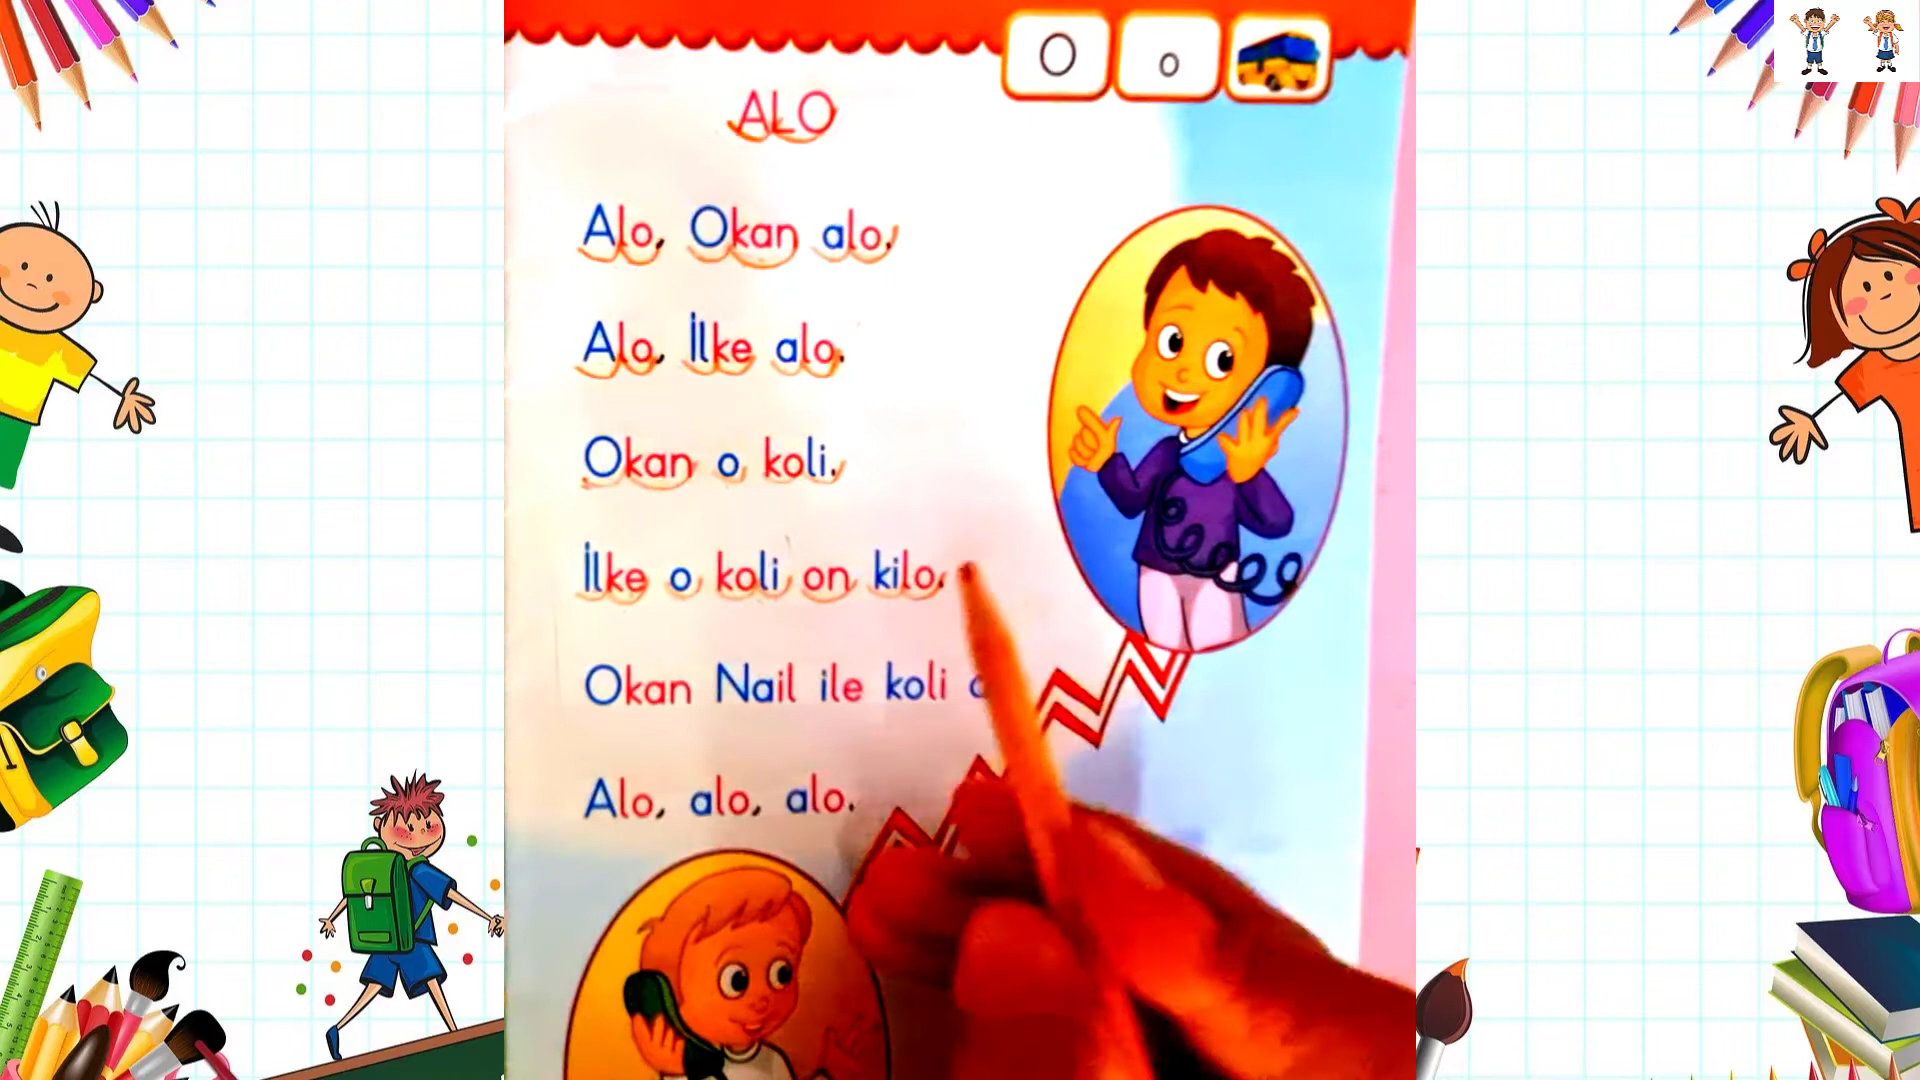 O o
ALO
Alo, Okan alo.
Alo, İlke alo.
Okan o koli.
İlke o koli on kilo.
Okan Nail ile koli
Alo, alo, alo.